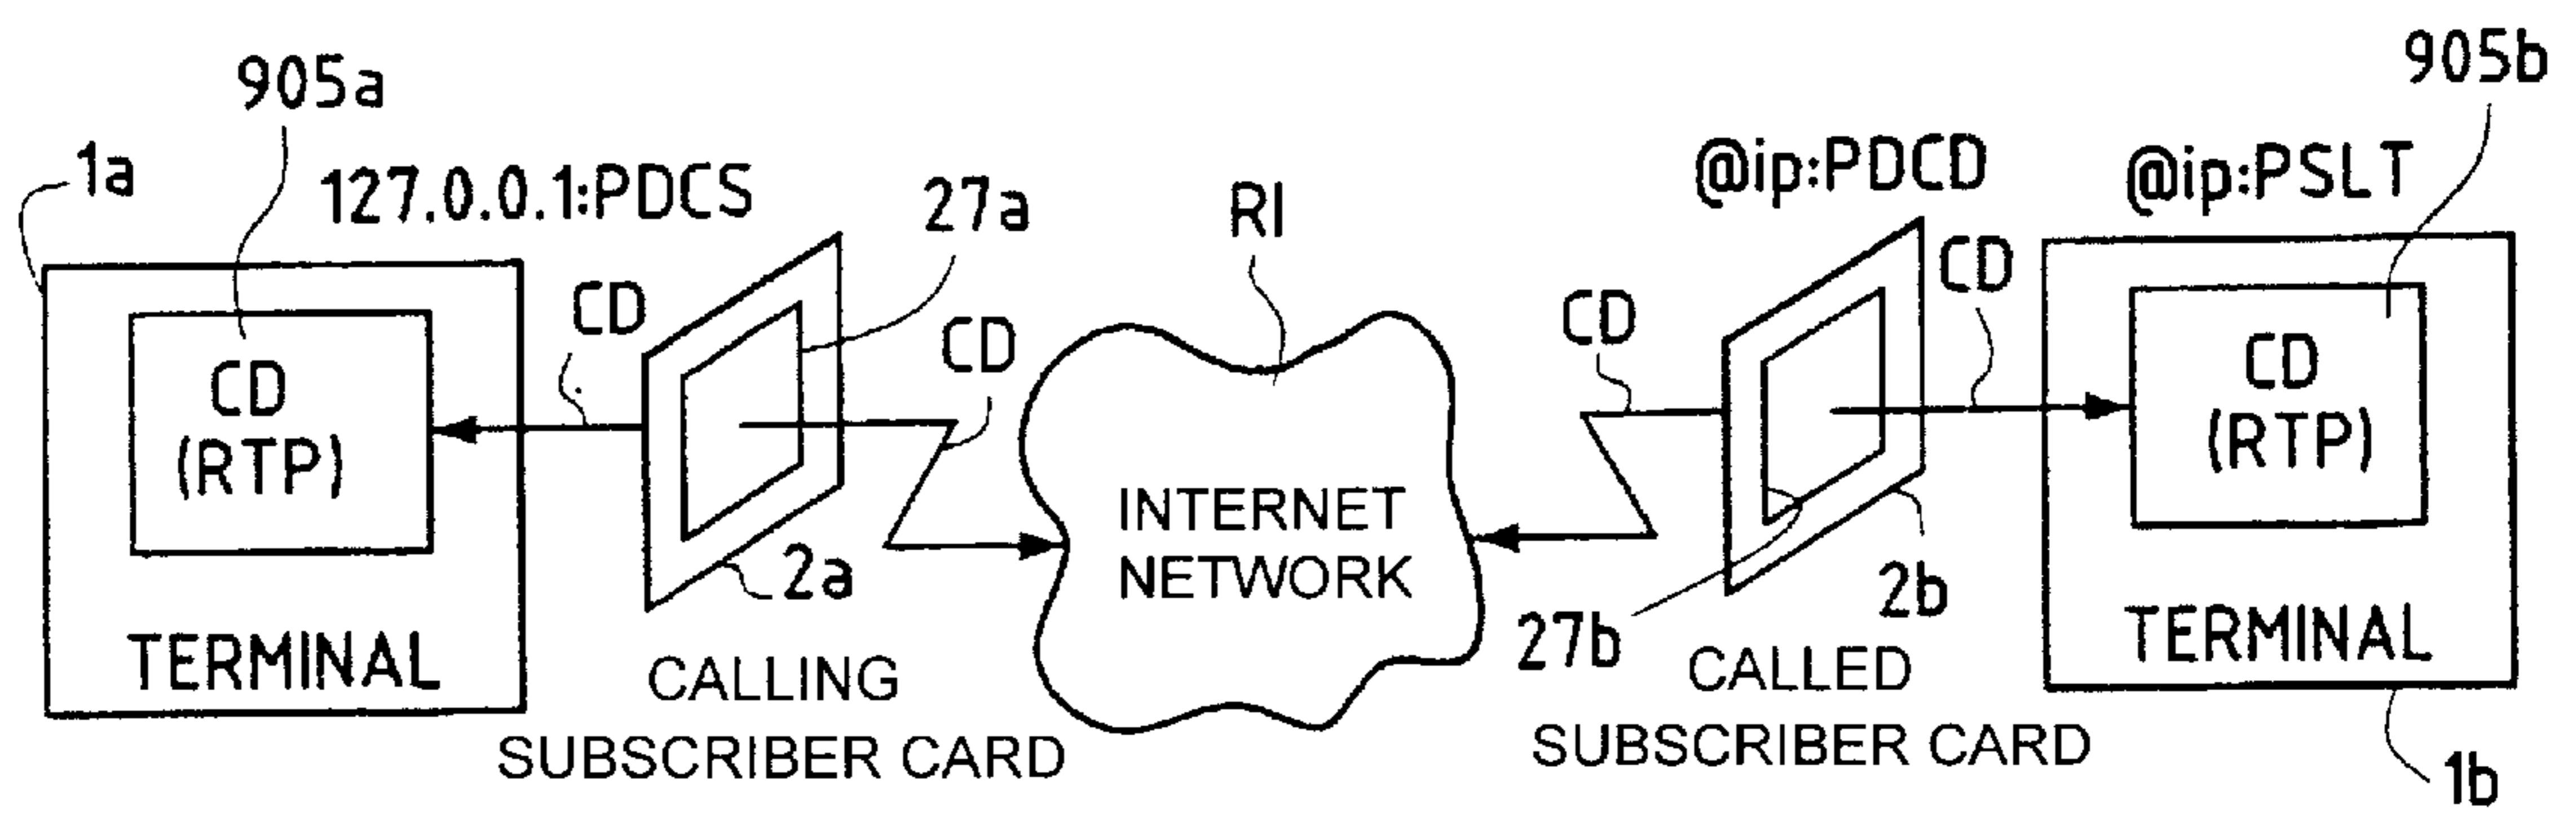 905a
905b
1a
127.0.0.1:PDCS
27a
RI
@ip:PDCD
@ip:PSLT
CD
CD
CD
CD
CD
(RTP)
CD
(RTP)
INTERNET
NETWORK
2a
2b
27b
TERMINAL
TERMINAL
CALLING
SUBSCRIBER CARD
CALLED
SUBSCRIBER CARD
1b